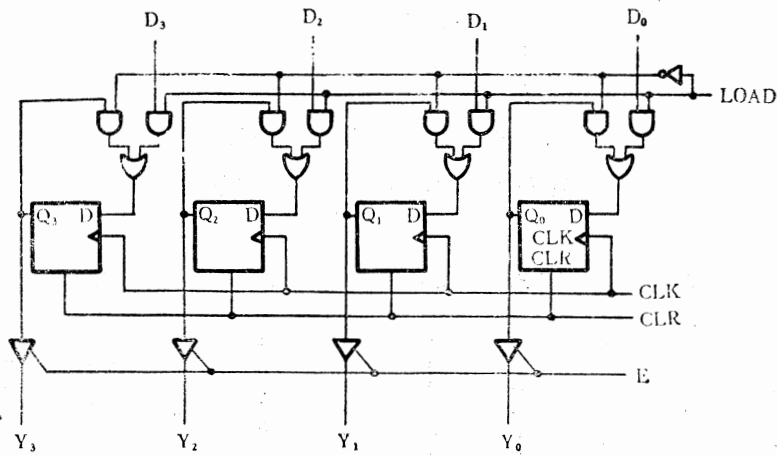 D₃ D₂ D₁ D₀
LOAD
Q₃ D Q₂ D Q₁ D Q₀ D
CLK
CLR
CLK
CLR
E
Y₃ Y₂ Y₁ Y₀